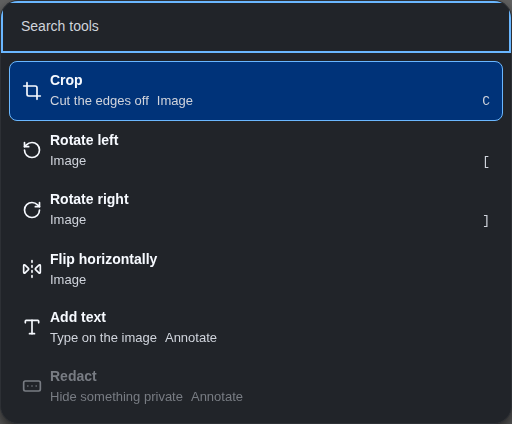 Search tools
Crop
Cut the edges off Image C
Rotate left
Image [
Rotate right
Image ]
Flip horizontally
Image
Add text
Type on the image Annotate
Redact
Hide something private Annotate